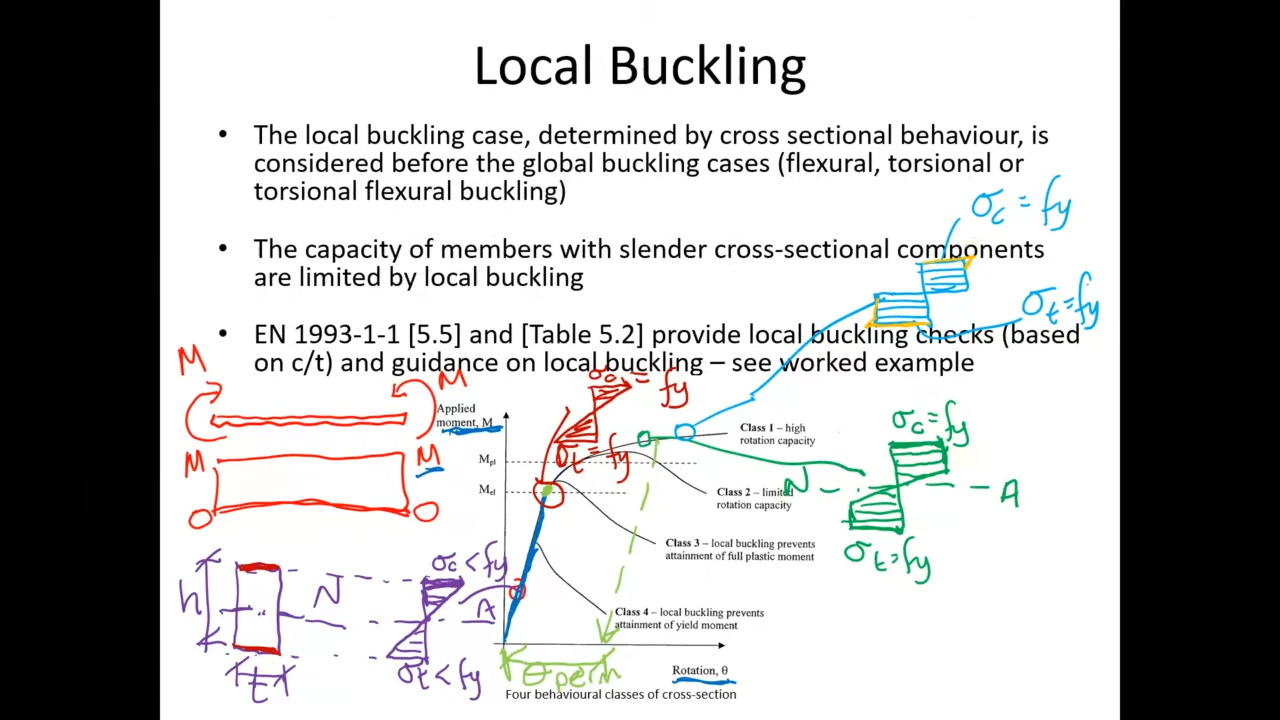 Local Buckling
• The local buckling case, determined by cross sectional behaviour, is
considered before the global buckling cases (flexural, torsional or
torsional flexural buckling)
σc = fy
• The capacity of members with slender cross-sectional components
are limited by local buckling
σt = fy
• EN 1993-1-1 [5.5] and [Table 5.2] provide local buckling checks (based
on c/t) and guidance on local buckling – see worked example
M
M
σc = fy
Applied
moment, M
σc = fy
Class 1 – high
rotation capacity
M
M
σt = fy
Mpl
Mel
Class 2 – limited
rotation capacity
N
A
O
O
Class 3 – local buckling prevents
attainment of full plastic moment
σt = fy
σc < fy
h
N
A
Class 4 – local buckling prevents
attainment of yield moment
σt < fy
t
θperm
Rotation, θ
Four behavioural classes of cross-section